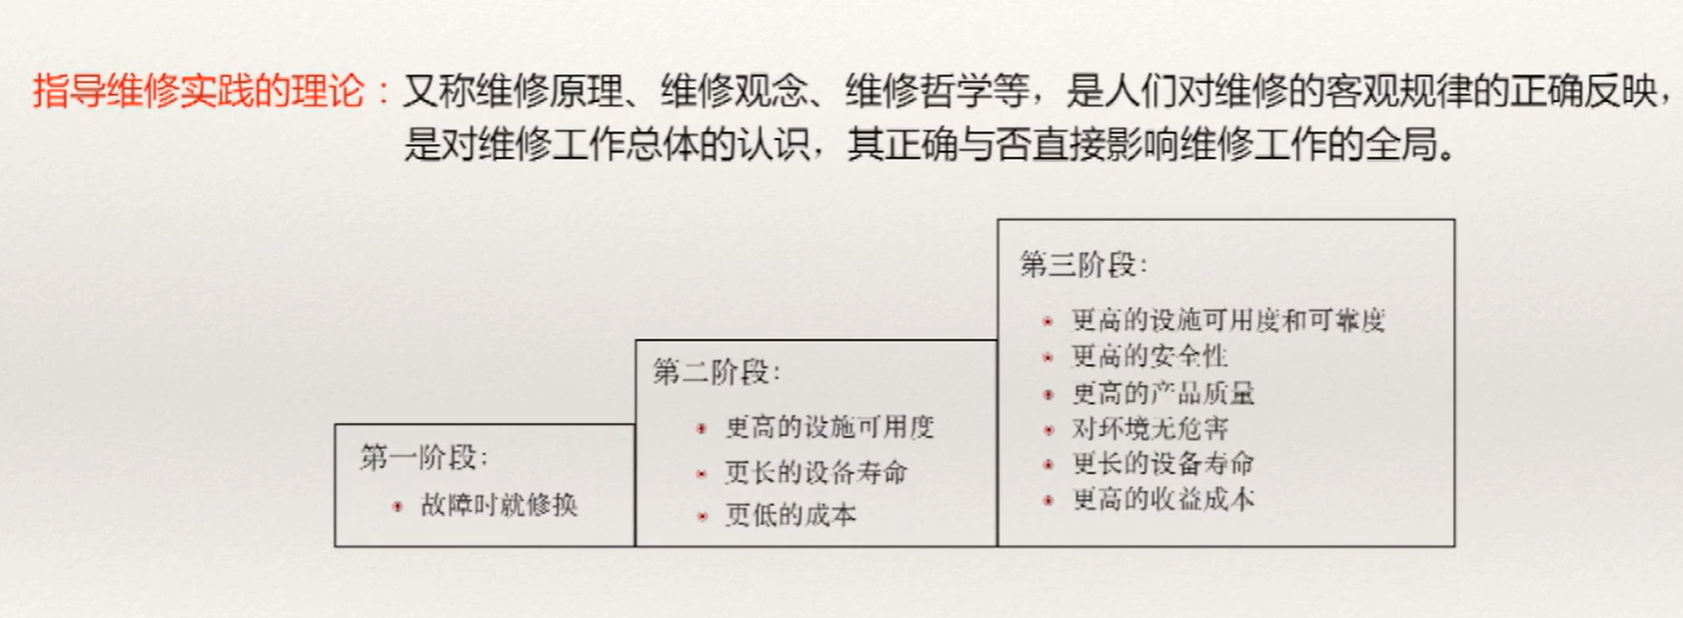 指导维修实践的理论：又称维修原理、维修观念、维修哲学等，是人们对维修的客观规律的正确反映，
是对维修工作总体的认识，其正确与否直接影响维修工作的全局。
第一阶段：
故障时就修换
第二阶段：
更高的设施可用度
更长的设备寿命
更低的成本
第三阶段：
更高的设施可用度和可靠度
更高的安全性
更高的产品质量
对环境无危害
更长的设备寿命
更高的收益成本